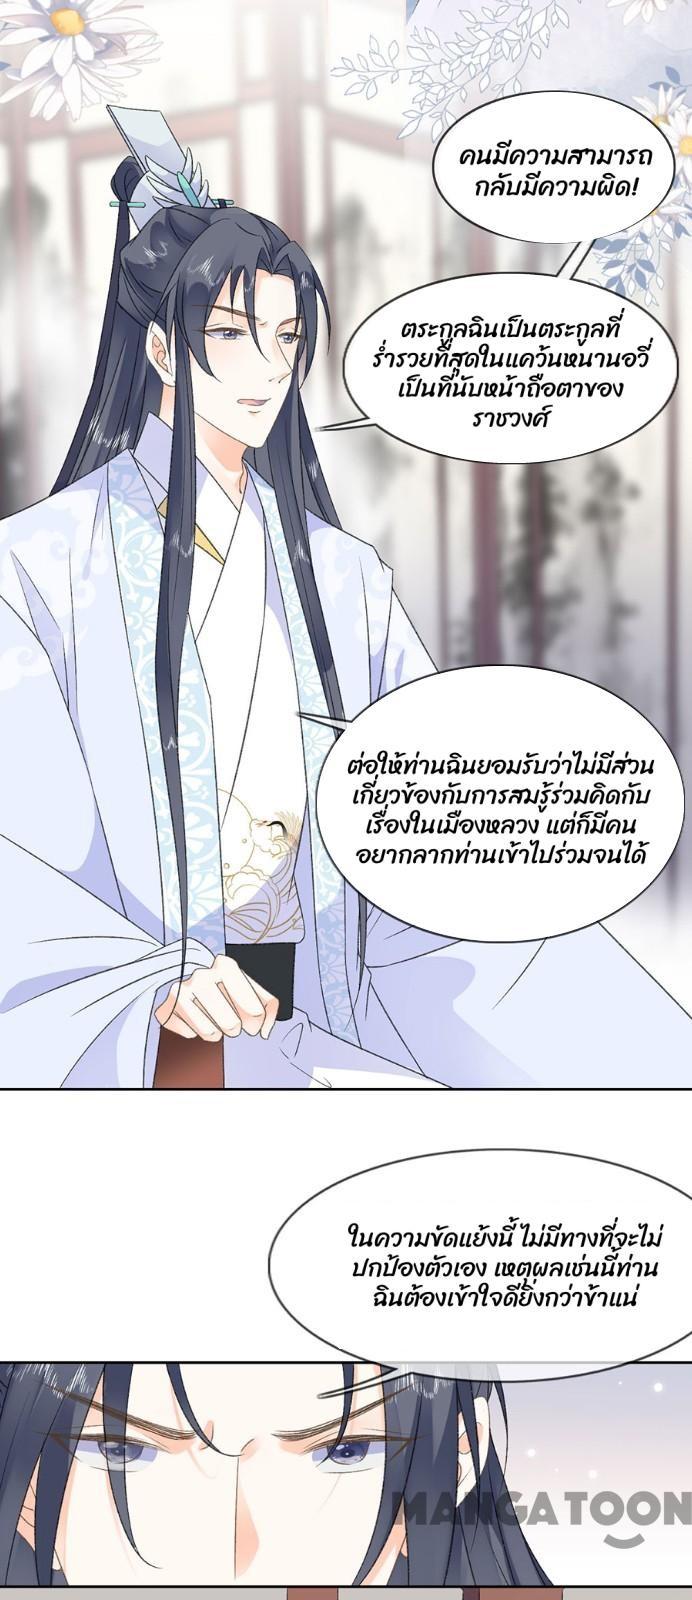 คนมีความสามารถ
กลับมีความผิด!
ตระกูลฉินเป็นตระกูลที่
ร่ำรวยที่สุดในแคว้นหนานอวี่
เป็นที่นับหน้าถือตาของ
ราชวงศ์
ต่อให้ท่านฉินยอมรับว่าไม่มีส่วน
เกี่ยวข้องกับการสมรู้ร่วมคิดกับ
เรื่องในเมืองหลวง แต่ก็มีคน
อยากลากท่านเข้าไปร่วมจนได้
ในความขัดแย้งนี้ ไม่มีทางที่จะไม่
ปกป้องตัวเอง เหตุผลเช่นนี้ท่าน
ฉินต้องเข้าใจดียิ่งกว่าข้าแน่
MANGATOON